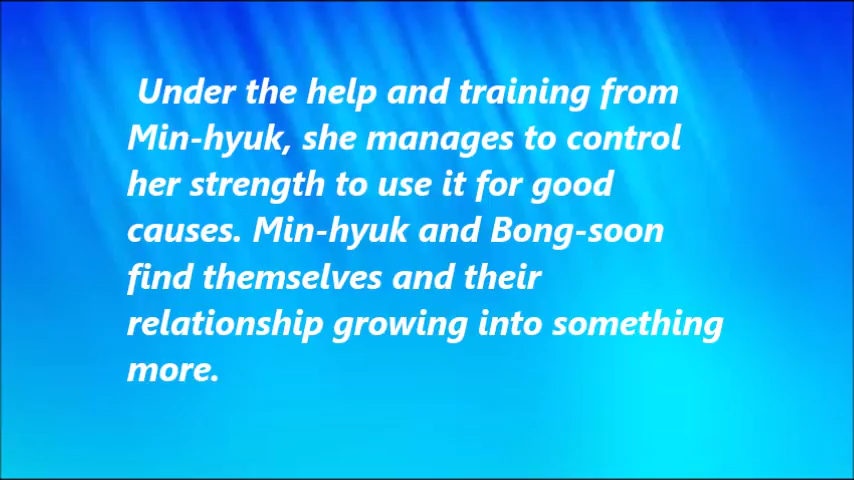 Under the help and training from
Min-hyuk, she manages to control
her strength to use it for good
causes. Min-hyuk and Bong-soon
find themselves and their
relationship growing into something
more.